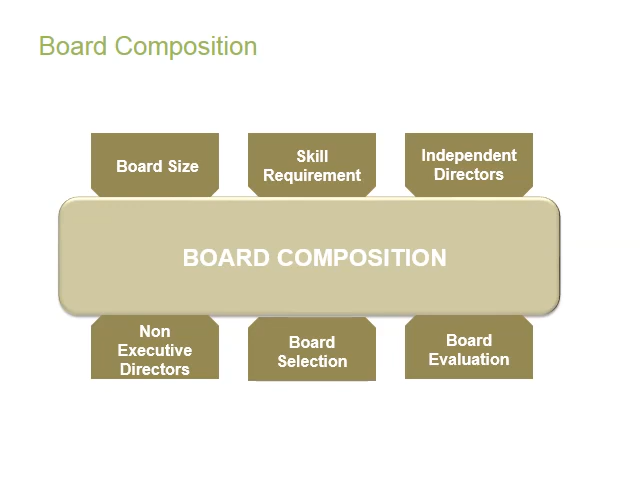 Board Composition
Board Size
Skill
Requirement
Independent
Directors
BOARD COMPOSITION
Non
Executive
Directors
Board
Selection
Board
Evaluation